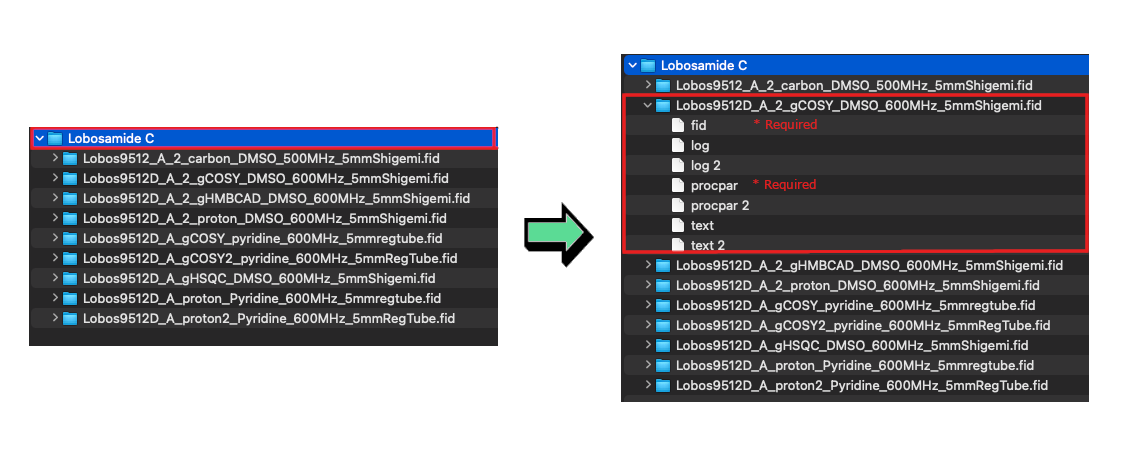 Lobosamide C
Lobos9512_A_2_carbon_DMSO_500MHz_5mmShigemi.fid
Lobos9512D_A_2_gCOSY_DMSO_600MHz_5mmShigemi.fid
Lobos9512D_A_2_gHMBCAD_DMSO_600MHz_5mmShigemi.fid
Lobos9512D_A_2_proton_DMSO_600MHz_5mmShigemi.fid
Lobos9512D_A_gCOSY_pyridine_600MHz_5mmregtube.fid
Lobos9512D_A_gCOSY2_pyridine_600MHz_5mmRegTube.fid
Lobos9512D_A_gHSQC_DMSO_600MHz_5mmShigemi.fid
Lobos9512D_A_proton_Pyridine_600MHz_5mmregtube.fid
Lobos9512D_A_proton2_Pyridine_600MHz_5mmRegTube.fid
Lobosamide C
Lobos9512_A_2_carbon_DMSO_500MHz_5mmShigemi.fid
Lobos9512D_A_2_gCOSY_DMSO_600MHz_5mmShigemi.fid
fid * Required
log
log 2
procpar * Required
procpar 2
text
text 2
Lobos9512D_A_2_gHMBCAD_DMSO_600MHz_5mmShigemi.fid
Lobos9512D_A_2_proton_DMSO_600MHz_5mmShigemi.fid
Lobos9512D_A_gCOSY_pyridine_600MHz_5mmregtube.fid
Lobos9512D_A_gCOSY2_pyridine_600MHz_5mmRegTube.fid
Lobos9512D_A_gHSQC_DMSO_600MHz_5mmShigemi.fid
Lobos9512D_A_proton_Pyridine_600MHz_5mmregtube.fid
Lobos9512D_A_proton2_Pyridine_600MHz_5mmRegTube.fid